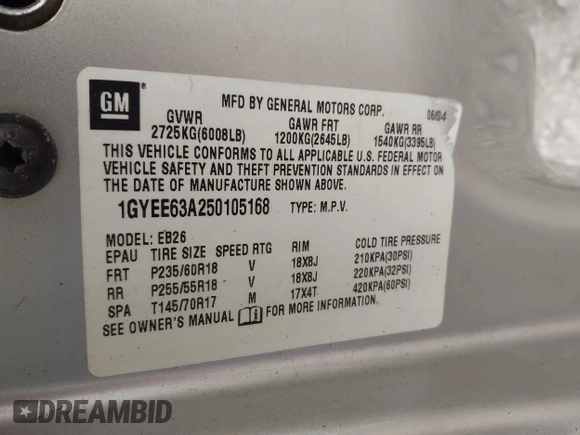 GM
MFD BY GENERAL MOTORS CORP. 08/04
GVWR GAWR FRT GAWR RR
2725KG(6008LB) 1200KG(2645LB) 1540KG(3395LB)
THIS VEHICLE CONFORMS TO ALL APPLICABLE U.S. FEDERAL MOTOR
VEHICLE SAFETY AND THEFT PREVENTION STANDARDS IN EFFECT ON
THE DATE OF MANUFACTURE SHOWN ABOVE.
1GYEE63A250105168 TYPE: M.P.V.
MODEL: EB26
EPAU TIRE SIZE SPEED RTG RIM COLD TIRE PRESSURE
FRT P235/60R18 V 18X8J 210KPA(30PSI)
RR P255/55R18 V 18X8J 220KPA(32PSI)
SPA T145/70R17 M 17X4T 420KPA(60PSI)
SEE OWNER'S MANUAL FOR MORE INFORMATION.
DREAMBID